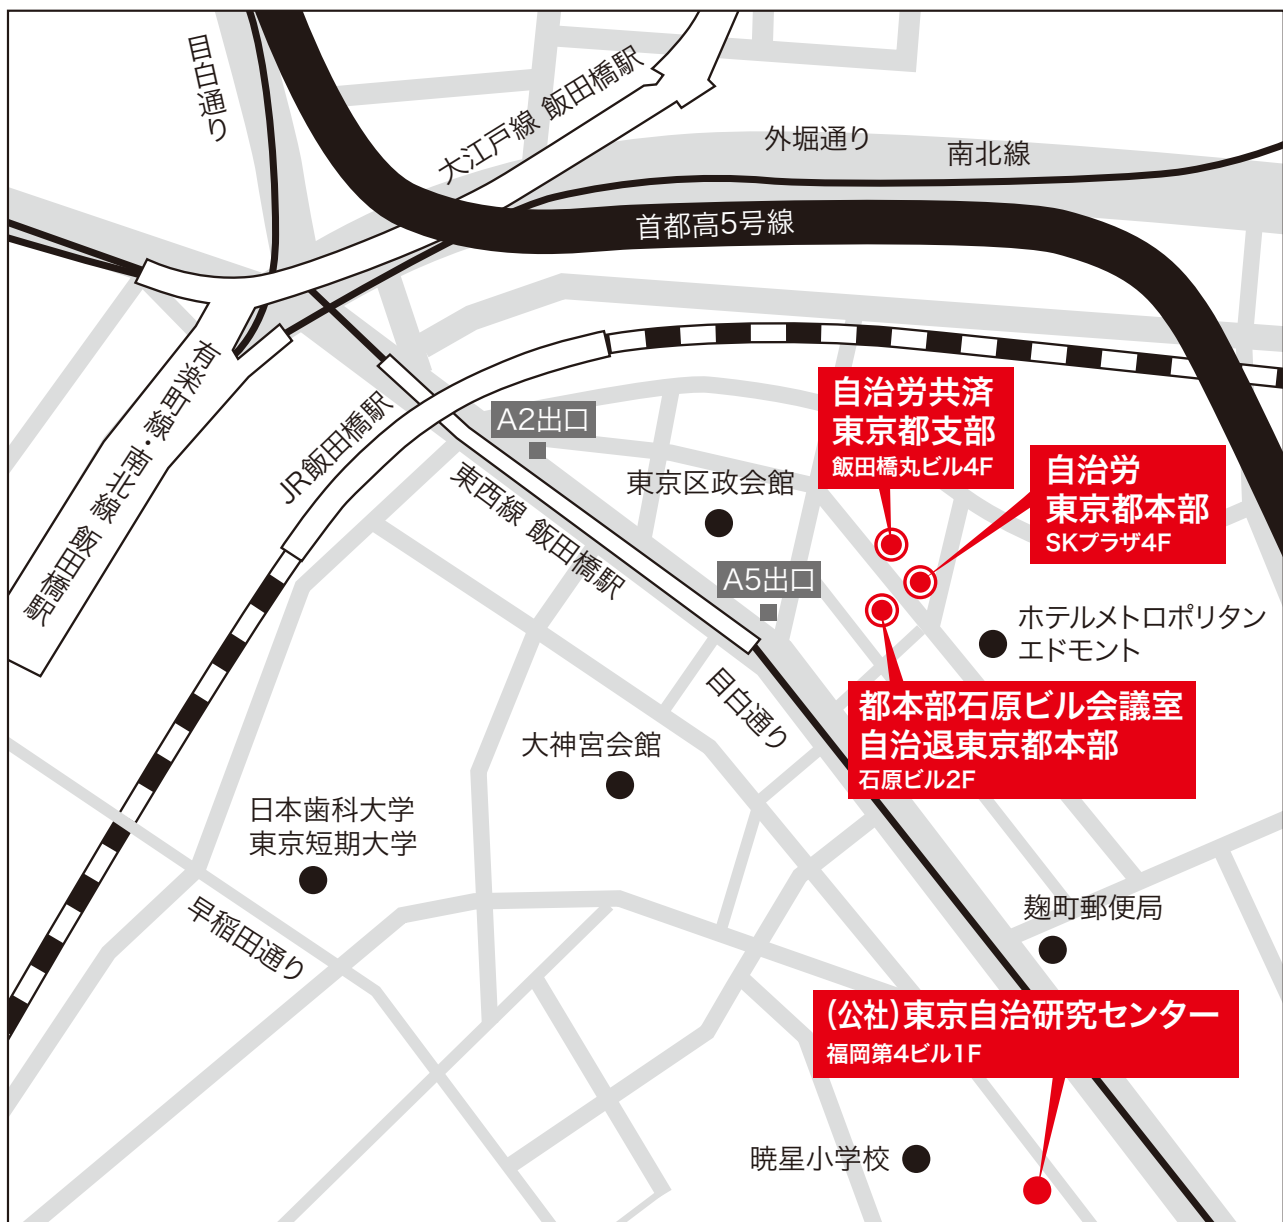 目白通り
大江戸線 飯田橋駅
外堀通り
南北線
首都高5号線
有楽町線・南北線 飯田橋駅
JR飯田橋駅
A2出口
東西線 飯田橋駅
東京区政会館
A5出口
自治労共済
東京都支部
飯田橋丸ビル4F
自治労
東京都本部
SKプラザ4F
ホテルメトロポリタン
エドモント
目白通り
都本部石原ビル会議室
自治退東京都本部
石原ビル2F
大神宮会館
日本歯科大学
東京短期大学
早稲田通り
麹町郵便局
(公社)東京自治研究センター
福岡第4ビル1F
暁星小学校